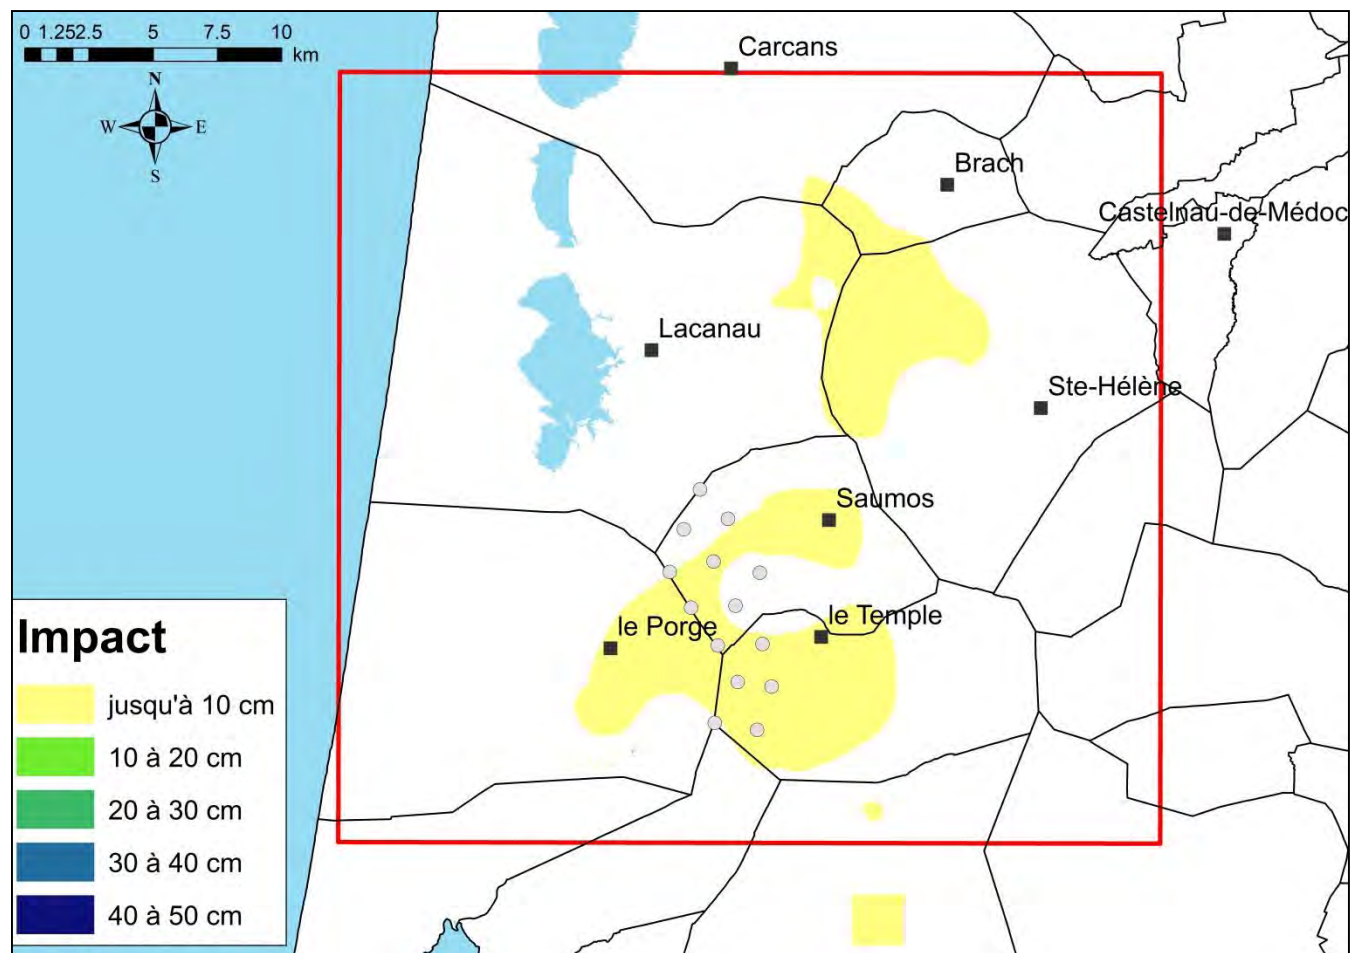 0 1.252.5 5 7.5 10
km
N
W E
S
Carcans
Brach
Castelnau-de-Médoc
Lacanau
Ste-Hélène
Saumos
le Porge
le Temple
Impact
jusqu'à 10 cm
10 à 20 cm
20 à 30 cm
30 à 40 cm
40 à 50 cm